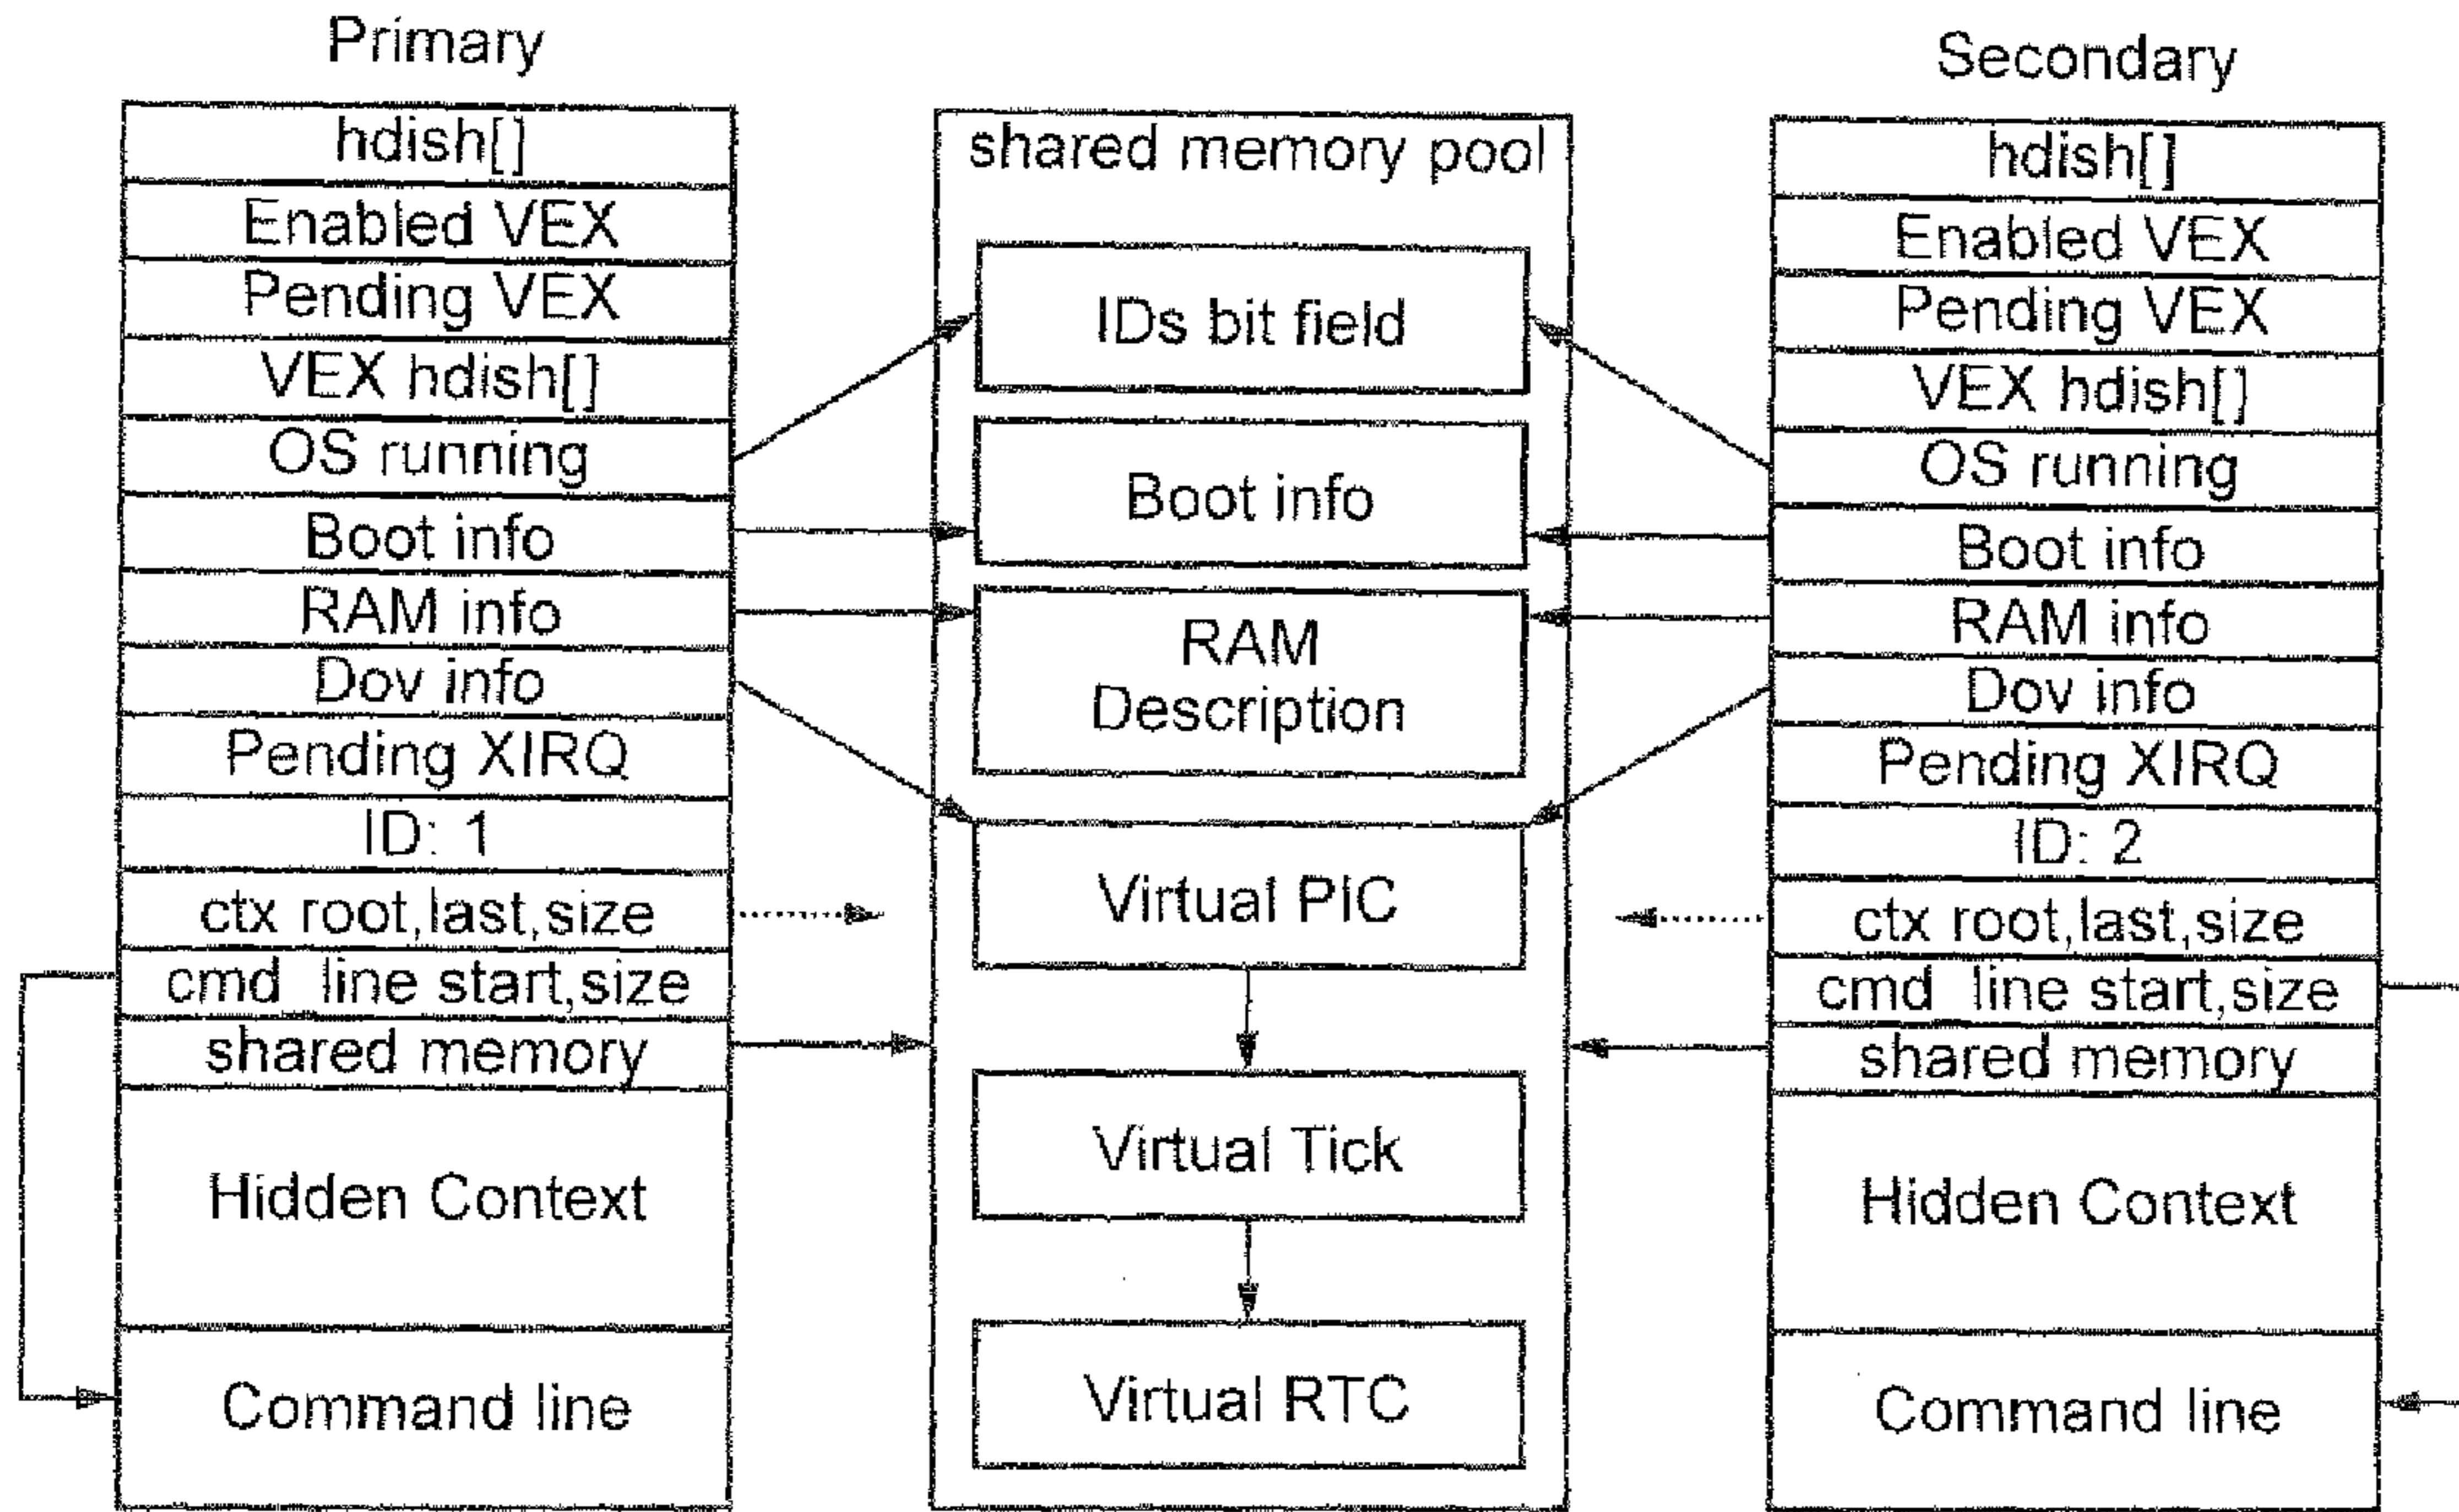 Primary
hdish[]
Enabled VEX
Pending VEX
VEX hdish[]
OS running
Boot info
RAM info
Dov info
Pending XIRQ
ID: 1
ctx root,last,size
cmd line start,size
shared memory
Hidden Context
Command line
shared memory pool
IDs bit field
Boot info
RAM
Description
Virtual PIC
Virtual Tick
Virtual RTC
Secondary
hdish[]
Enabled VEX
Pending VEX
VEX hdish[]
OS running
Boot info
RAM info
Dov info
Pending XIRQ
ID: 2
ctx root,last,size
cmd line start,size
shared memory
Hidden Context
Command line